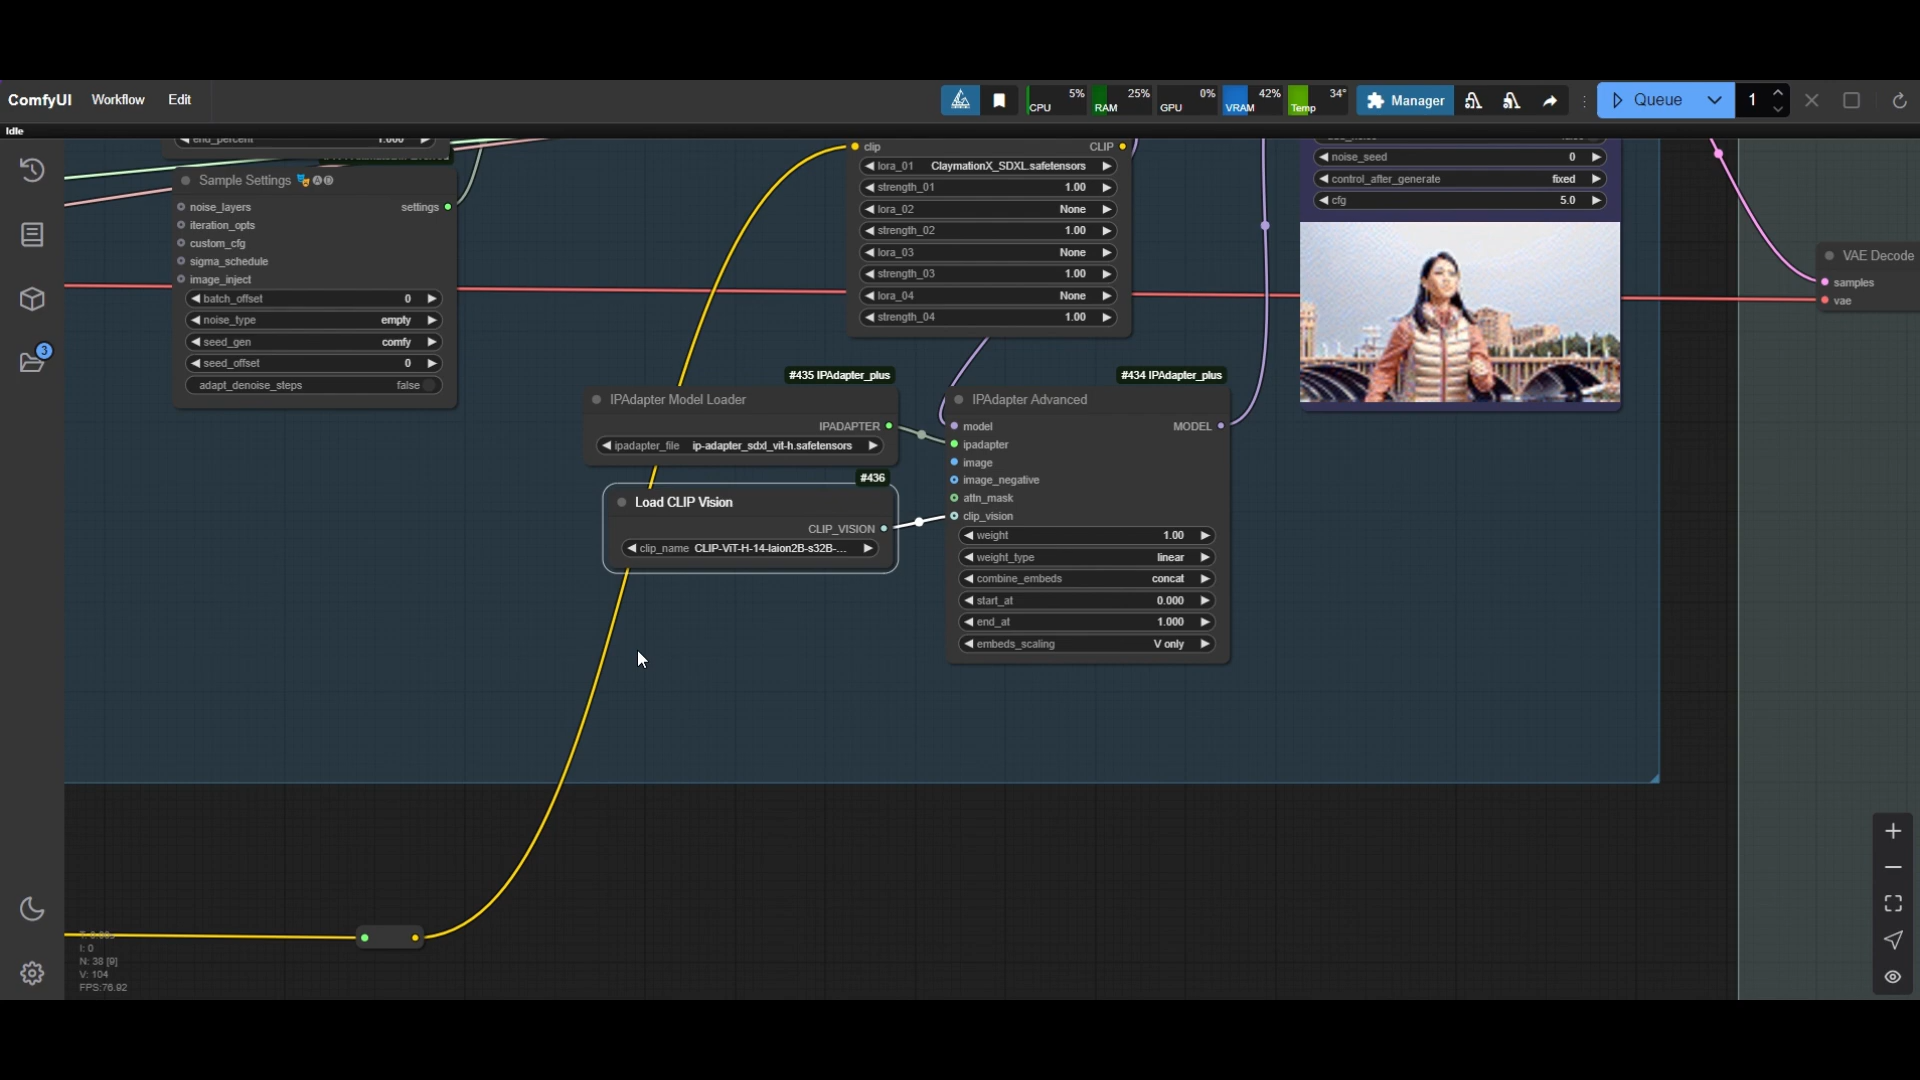 ComfyUI Workflow Edit
CPU 5% RAM 25% GPU 0% VRAM 42% Temp 34° Manager Queue 1
Idle
end_percent 1.000
Sample Settings
noise_layers settings
iteration_opts
custom_cfg
sigma_schedule
image_inject
batch_offset 0
noise_type empty
seed_gen comfy
seed_offset 0
adapt_denoise_steps false
clip CLIP
lora_01 ClaymationX_SDXL.safetensors
strength_01 1.00
lora_02 None
strength_02 1.00
lora_03 None
strength_03 1.00
lora_04 None
strength_04 1.00
noise_seed 0
control_after_generate fixed
cfg 5.0
VAE Decode
samples
vae
3
#435 IPAdapter_plus
IPAdapter Model Loader
IPADAPTER
ipadapter_file ip-adapter_sdxl_vit-h.safetensors
#436
Load CLIP Vision
CLIP_VISION
clip_name CLIP-ViT-H-14-laion2B-s32B-...
#434 IPAdapter_plus
IPAdapter Advanced
model MODEL
ipadapter
image
image_negative
attn_mask
clip_vision
weight 1.00
weight_type linear
combine_embeds concat
start_at 0.000
end_at 1.000
embeds_scaling V only
I: 0
N: 38 [9]
V: 104
FPS:76.92